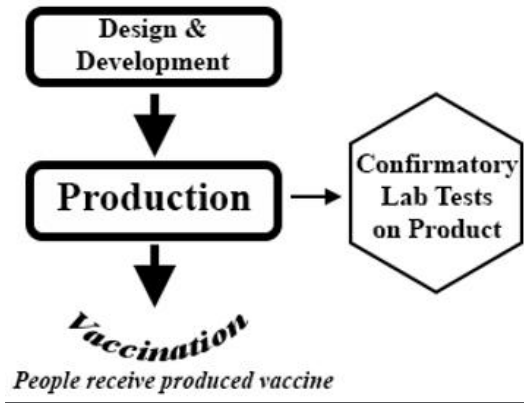 Design &
Development
Production
Confirmatory
Lab Tests
on Product
Vaccination
People receive produced vaccine